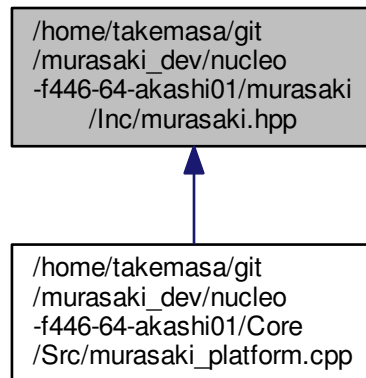 /home/takemasa/git
/murasaki_dev/nucleo
-f446-64-akashi01/murasaki
/Inc/murasaki.hpp
/home/takemasa/git
/murasaki_dev/nucleo
-f446-64-akashi01/Core
/Src/murasaki_platform.cpp